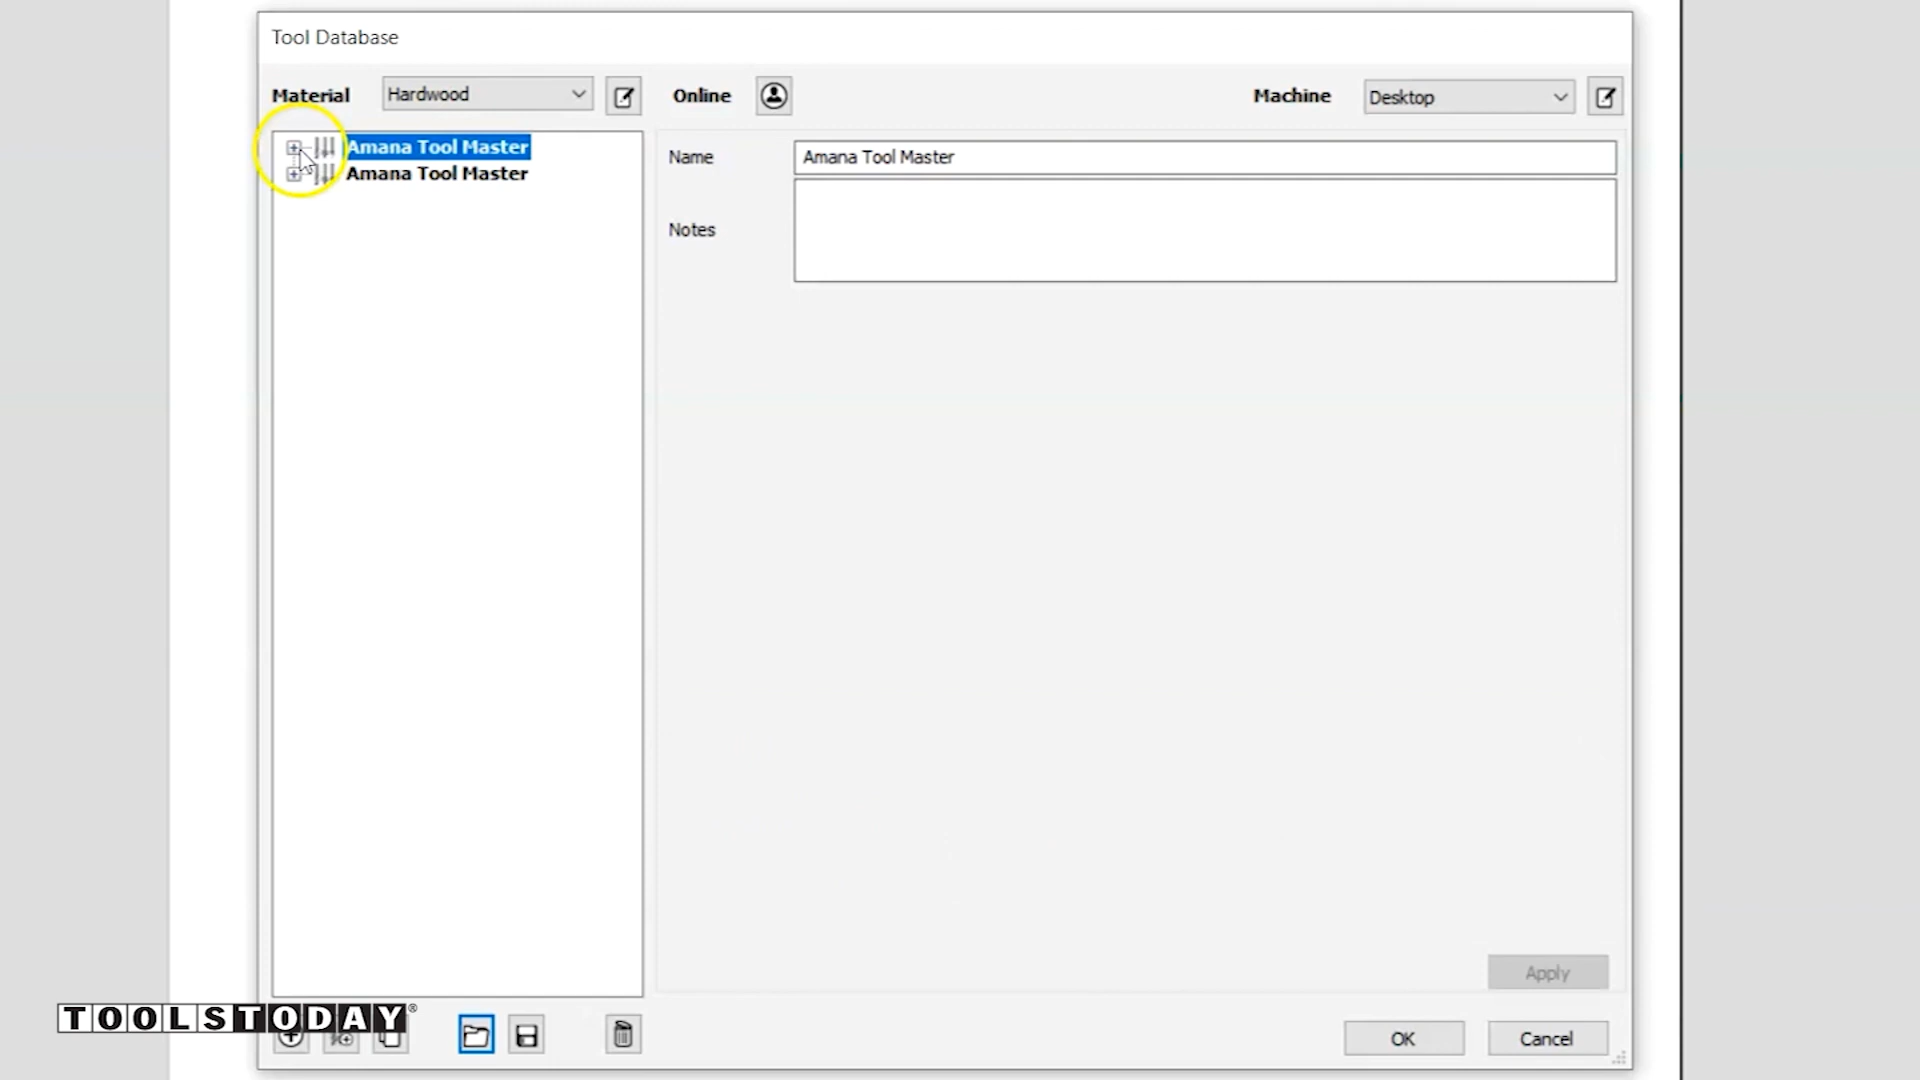 Tool Database
Material Hardwood Online Machine Desktop
Amana Tool Master
Amana Tool Master
Name Amana Tool Master
Notes
Apply
TOOLSTODAY®
OK Cancel